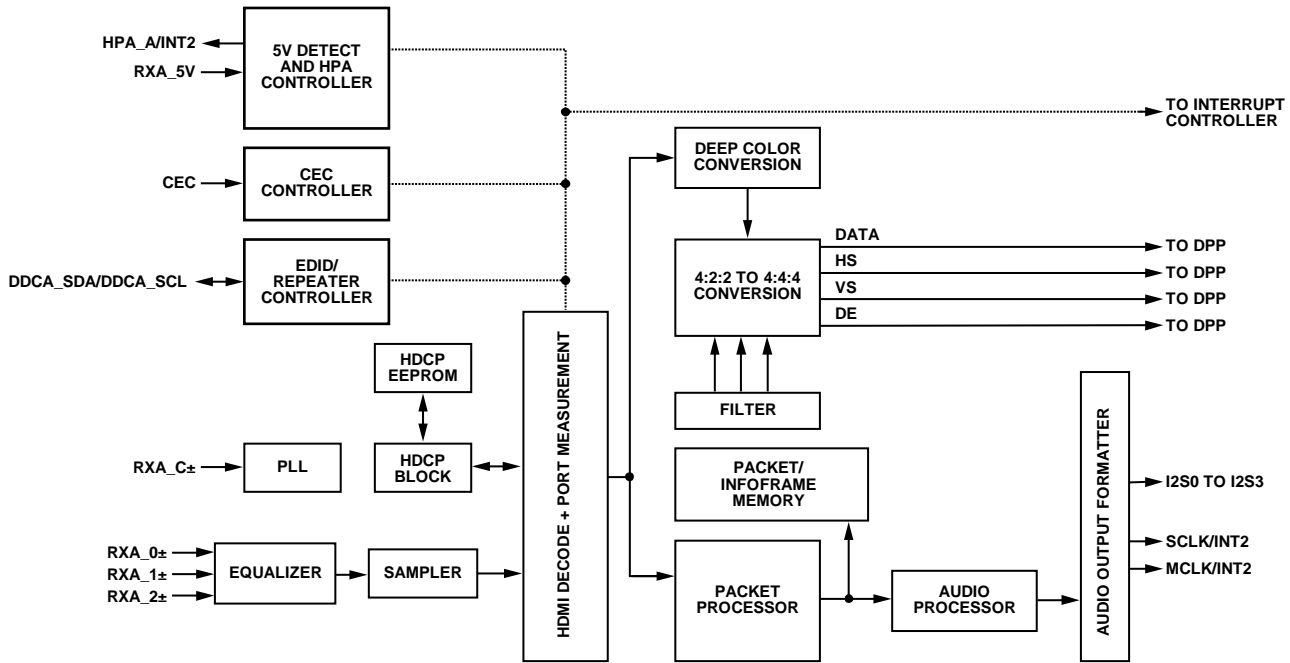 HPA_A/INT2
RXA_5V
5V DETECT
AND HPA
CONTROLLER
TO INTERRUPT
CONTROLLER
CEC
CEC
CONTROLLER
DEEP COLOR
CONVERSION
DDCA_SDA/DDCA_SCL
EDID/
REPEATER
CONTROLLER
4:2:2 TO 4:4:4
CONVERSION
DATA
TO DPP
HS
TO DPP
VS
TO DPP
DE
TO DPP
HDCP
EEPROM
FILTER
RXA_C±
PLL
HDCP
BLOCK
HDMI DECODE + PORT MEASUREMENT
PACKET/
INFOFRAME
MEMORY
RXA_0±
RXA_1±
RXA_2±
EQUALIZER
SAMPLER
PACKET
PROCESSOR
AUDIO
PROCESSOR
AUDIO OUTPUT FORMATTER
I2S0 TO I2S3
SCLK/INT2
MCLK/INT2